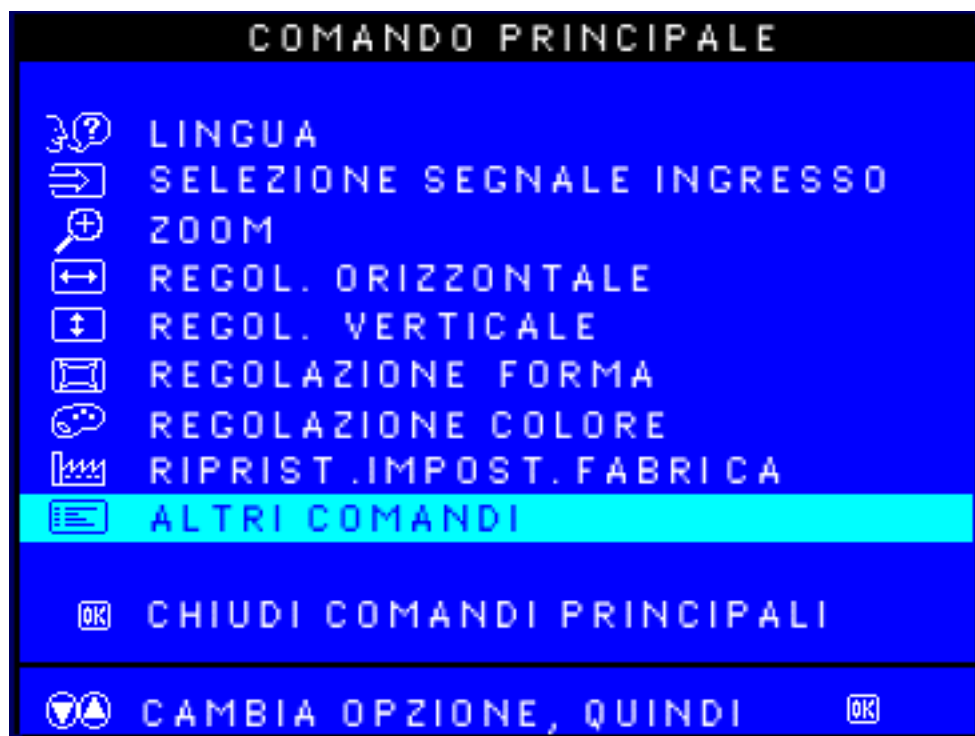 COMANDO PRINCIPALE
LINGUA
SELEZIONE SEGNALE INGRESSO
ZOOM
REGOL. ORIZZONTALE
REGOL. VERTICALE
REGOLAZIONE FORMA
REGOLAZIONE COLORE
RIPRIST.IMPOST.FABRICA
ALTRI COMANDI
OK CHIUDI COMANDI PRINCIPALI
CAMBIA OPZIONE, QUINDI OK